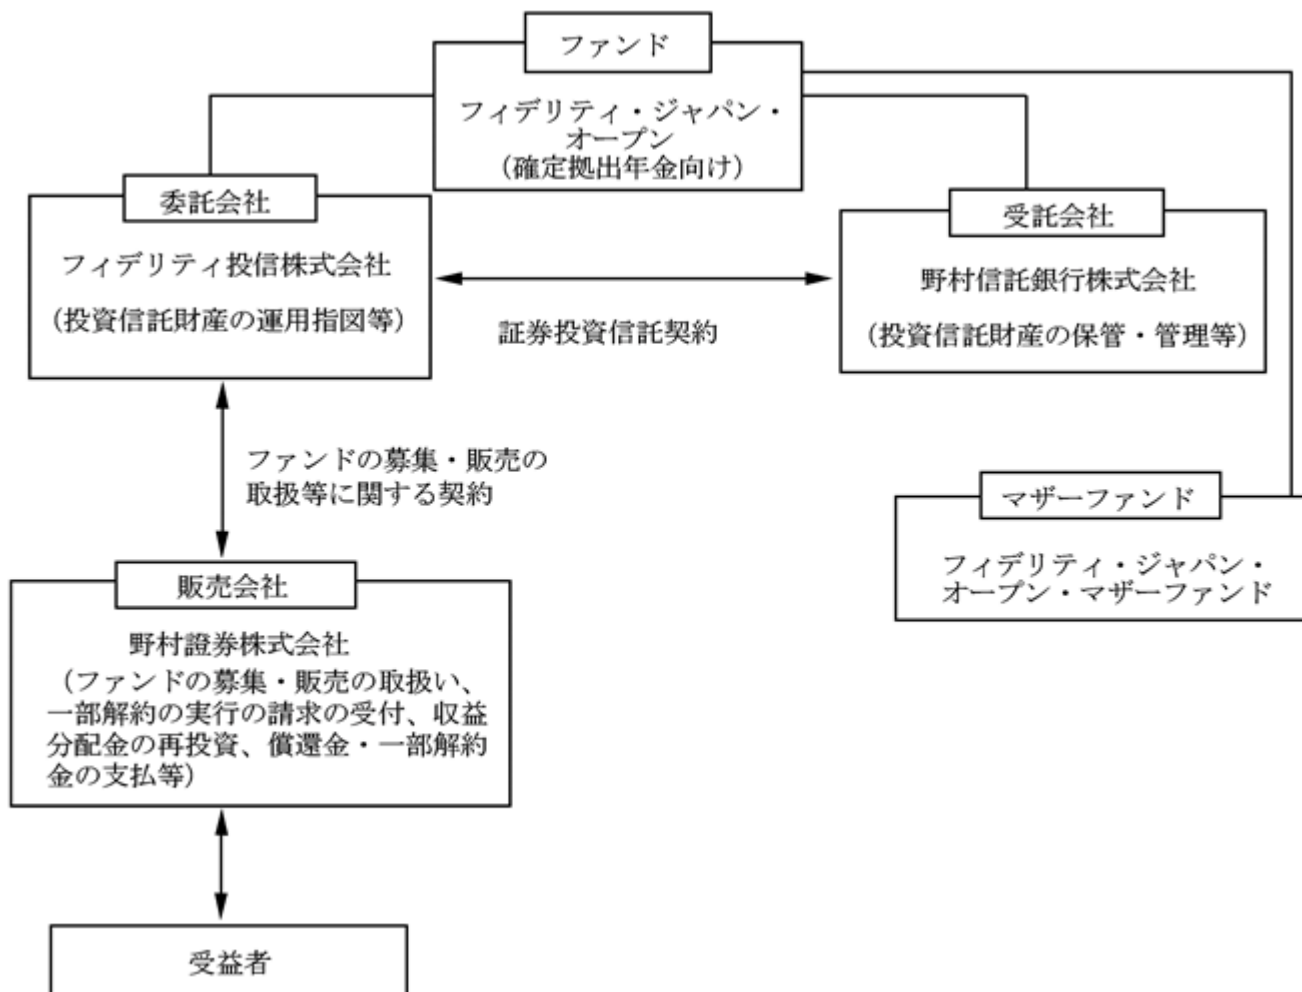 ファンド
フィデリティ・ジャパン・
オープン
（確定拠出年金向け）
委託会社
フィデリティ投信株式会社
（投資信託財産の運用指図等）
証券投資信託契約
受託会社
野村信託銀行株式会社
（投資信託財産の保管・管理等）
ファンドの募集・販売の
取扱等に関する契約
マザーファンド
フィデリティ・ジャパン・
オープン・マザーファンド
販売会社
野村證券株式会社
（ファンドの募集・販売の取扱い、
一部解約の実行の請求の受付、収益
分配金の再投資、償還金・一部解約
金の支払等）
受益者